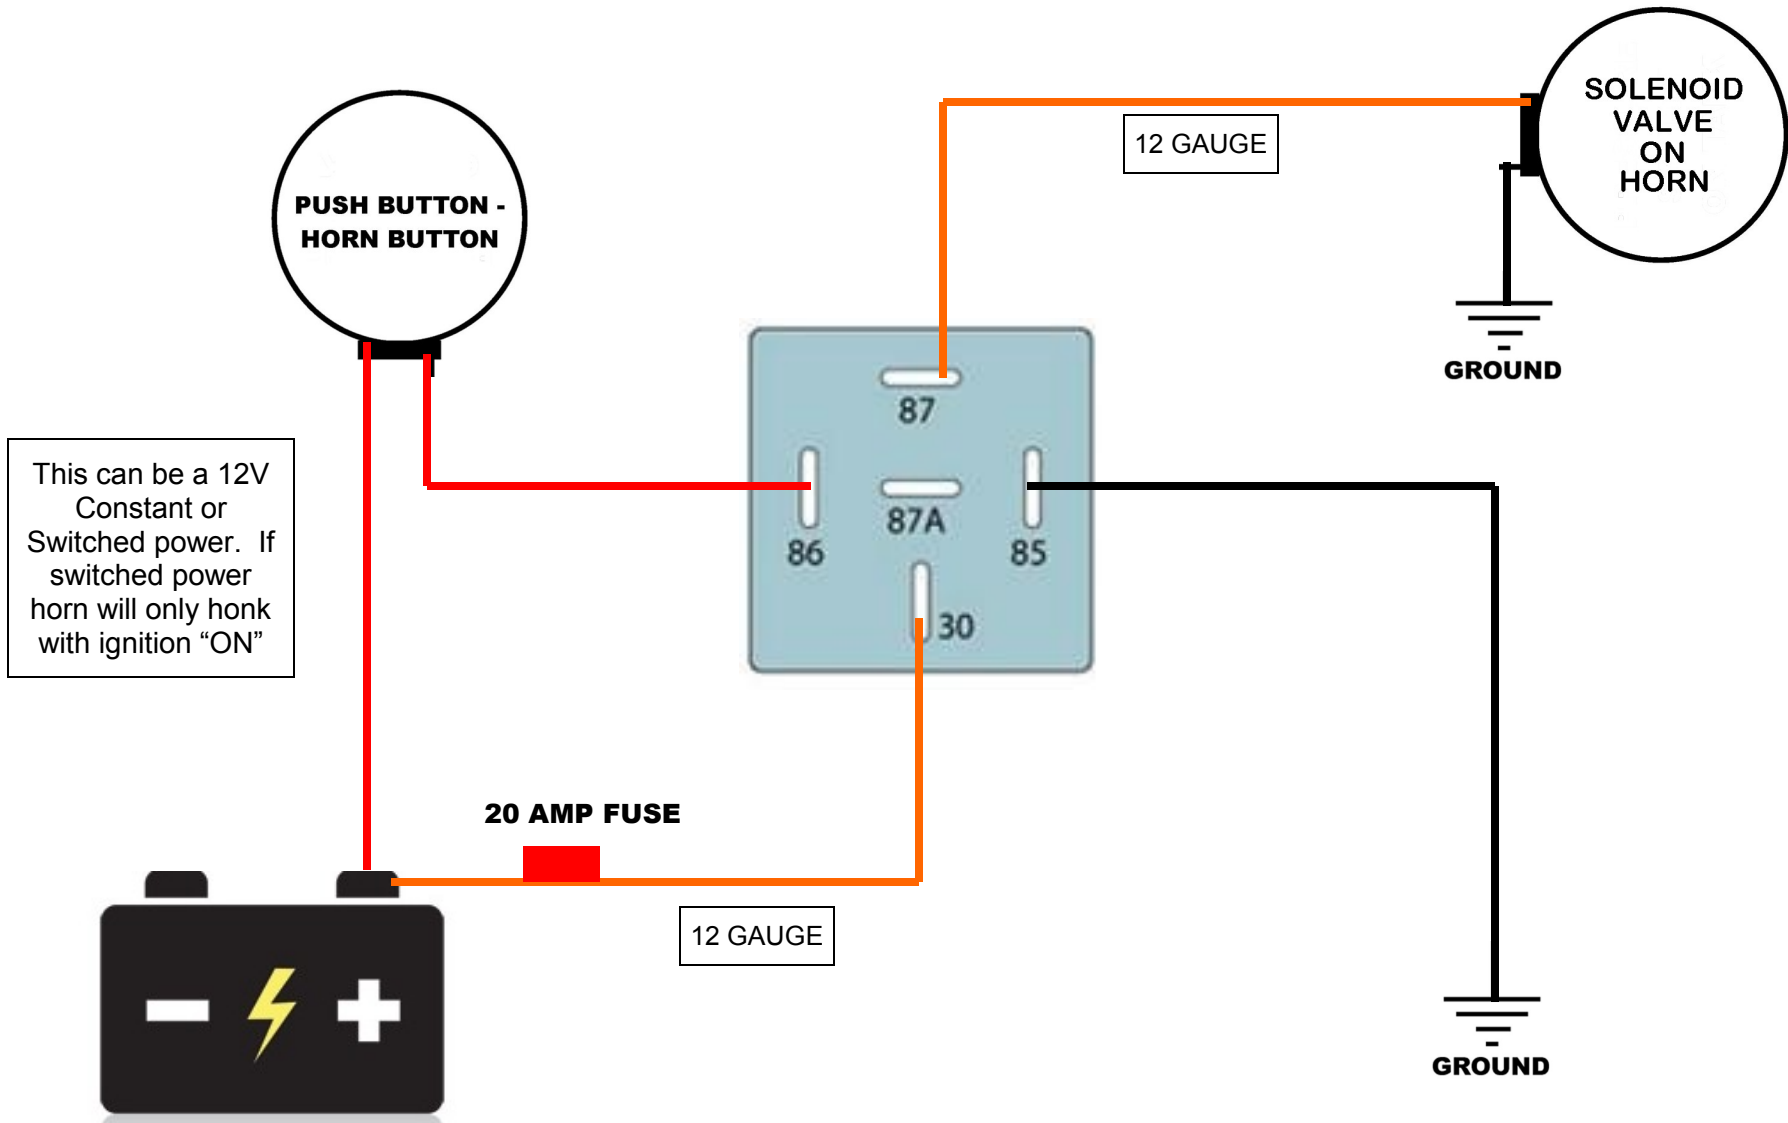 SOLENOID
VALVE
ON
HORN
12 GAUGE
PUSH BUTTON -
HORN BUTTON
GROUND
87
87A
86
85
30
This can be a 12V
Constant or
Switched power.  If
switched power
horn will only honk
with ignition “ON”
20 AMP FUSE
12 GAUGE
GROUND